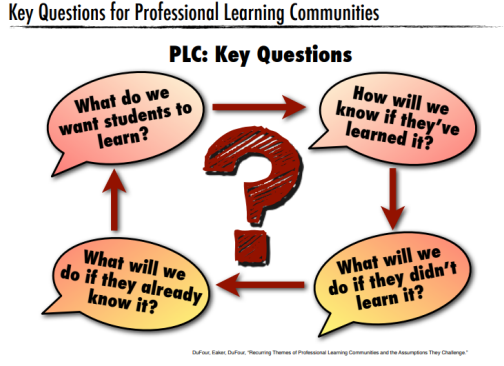 Key Questions for Professional Learning Communities
PLC: Key Questions
What do we
want students to
learn?
How will we
know if they've
learned it?
What will we
do if they already
know it?
What will we
do if they didn't
learn it?
DuFour, Eaker, DuFour, "Recurring Themes of Professional Learning Communities and the Assumptions They Challenge."